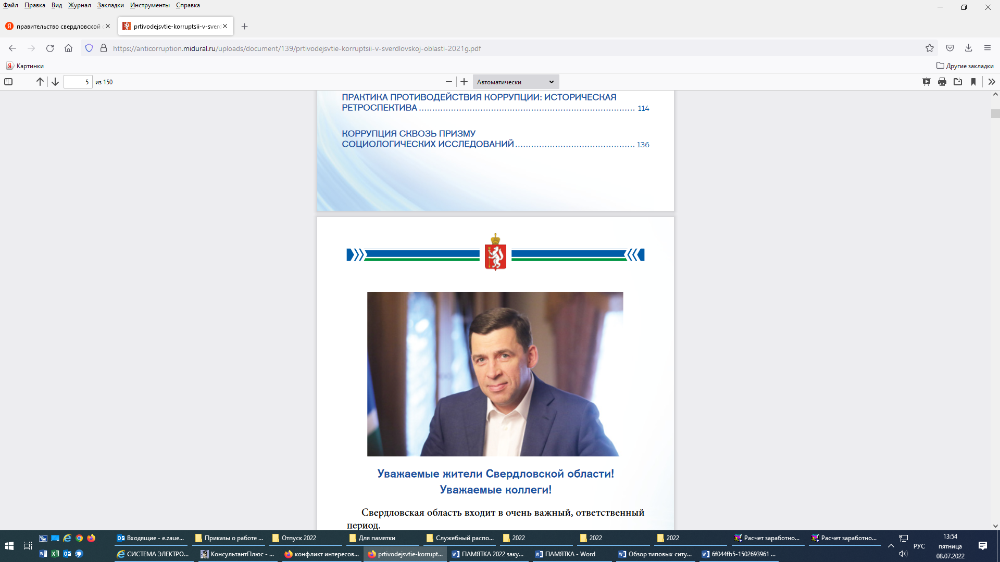 Файл Правка Вид Журнал Закладки Инструменты Справка
правительство свердловской
prtivodejsvtie-korruptsii-v-sverd
https://anticorruption.midural.ru/uploads/document/139/prtivodejsvtie-korruptsii-v-sverdlovskoj-oblasti-2021g.pdf
Картинки
Другие закладки
5 из 150
Автоматически
ПРАКТИКА ПРОТИВОДЕЙСТВИЯ КОРРУПЦИИ: ИСТОРИЧЕСКАЯ
РЕТРОСПЕКТИВА ........ 114
КОРРУПЦИЯ СКВОЗЬ ПРИЗМУ
СОЦИОЛОГИЧЕСКИХ ИССЛЕДОВАНИЙ ........ 136
Уважаемые жители Свердловской области!
Уважаемые коллеги!
Свердловская область входит в очень важный, ответственный
период.
Входящие - e.zaue... Приказы о работе ... Отпуск 2022 Для памятки Служебный распо... 2022 2022 2022 Расчет заработно... Расчет заработно...
СИСТЕМА ЭЛЕКТРО... КонсультантПлюс - ... конфликт интересов... prtivodejsvtie-korrupt... ПАМЯТКА 2022 заку... ПАМЯТКА - Word Обзор типовых ситу... 6f044fb5-1502693961 ...
РУС
13:54
пятница
08.07.2022